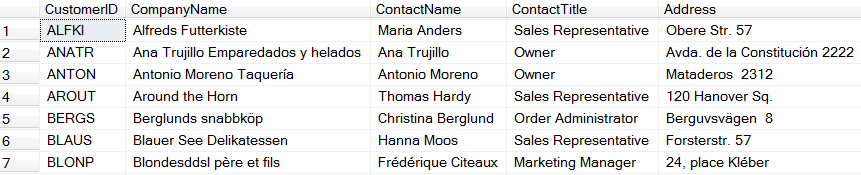 CustomerID CompanyName ContactName ContactTitle Address
1 ALFKI Alfreds Futterkiste Maria Anders Sales Representative Obere Str. 57
2 ANATR Ana Trujillo Emparedados y helados Ana Trujillo Owner Avda. de la Constitución 2222
3 ANTON Antonio Moreno Taquería Antonio Moreno Owner Mataderos  2312
4 AROUT Around the Horn Thomas Hardy Sales Representative 120 Hanover Sq.
5 BERGS Berglunds snabbköp Christina Berglund Order Administrator Berguvsvägen  8
6 BLAUS Blauer See Delikatessen Hanna Moos Sales Representative Forsterstr. 57
7 BLONP Blondesddsl père et fils Frédérique Citeaux Marketing Manager 24, place Kléber